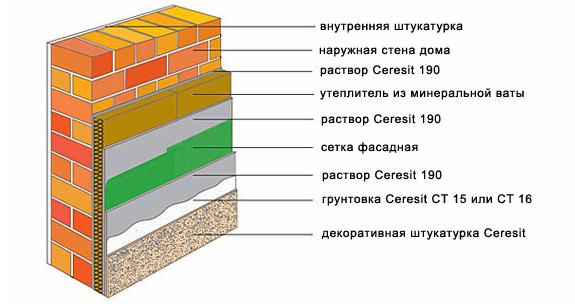 внутренняя штукатурка
наружная стена дома
раствор Ceresit 190
утеплитель из минеральной ваты
раствор Ceresit 190
сетка фасадная
раствор Ceresit 190
грунтовка Ceresit CT 15 или CT 16
декоративная штукатурка Ceresit